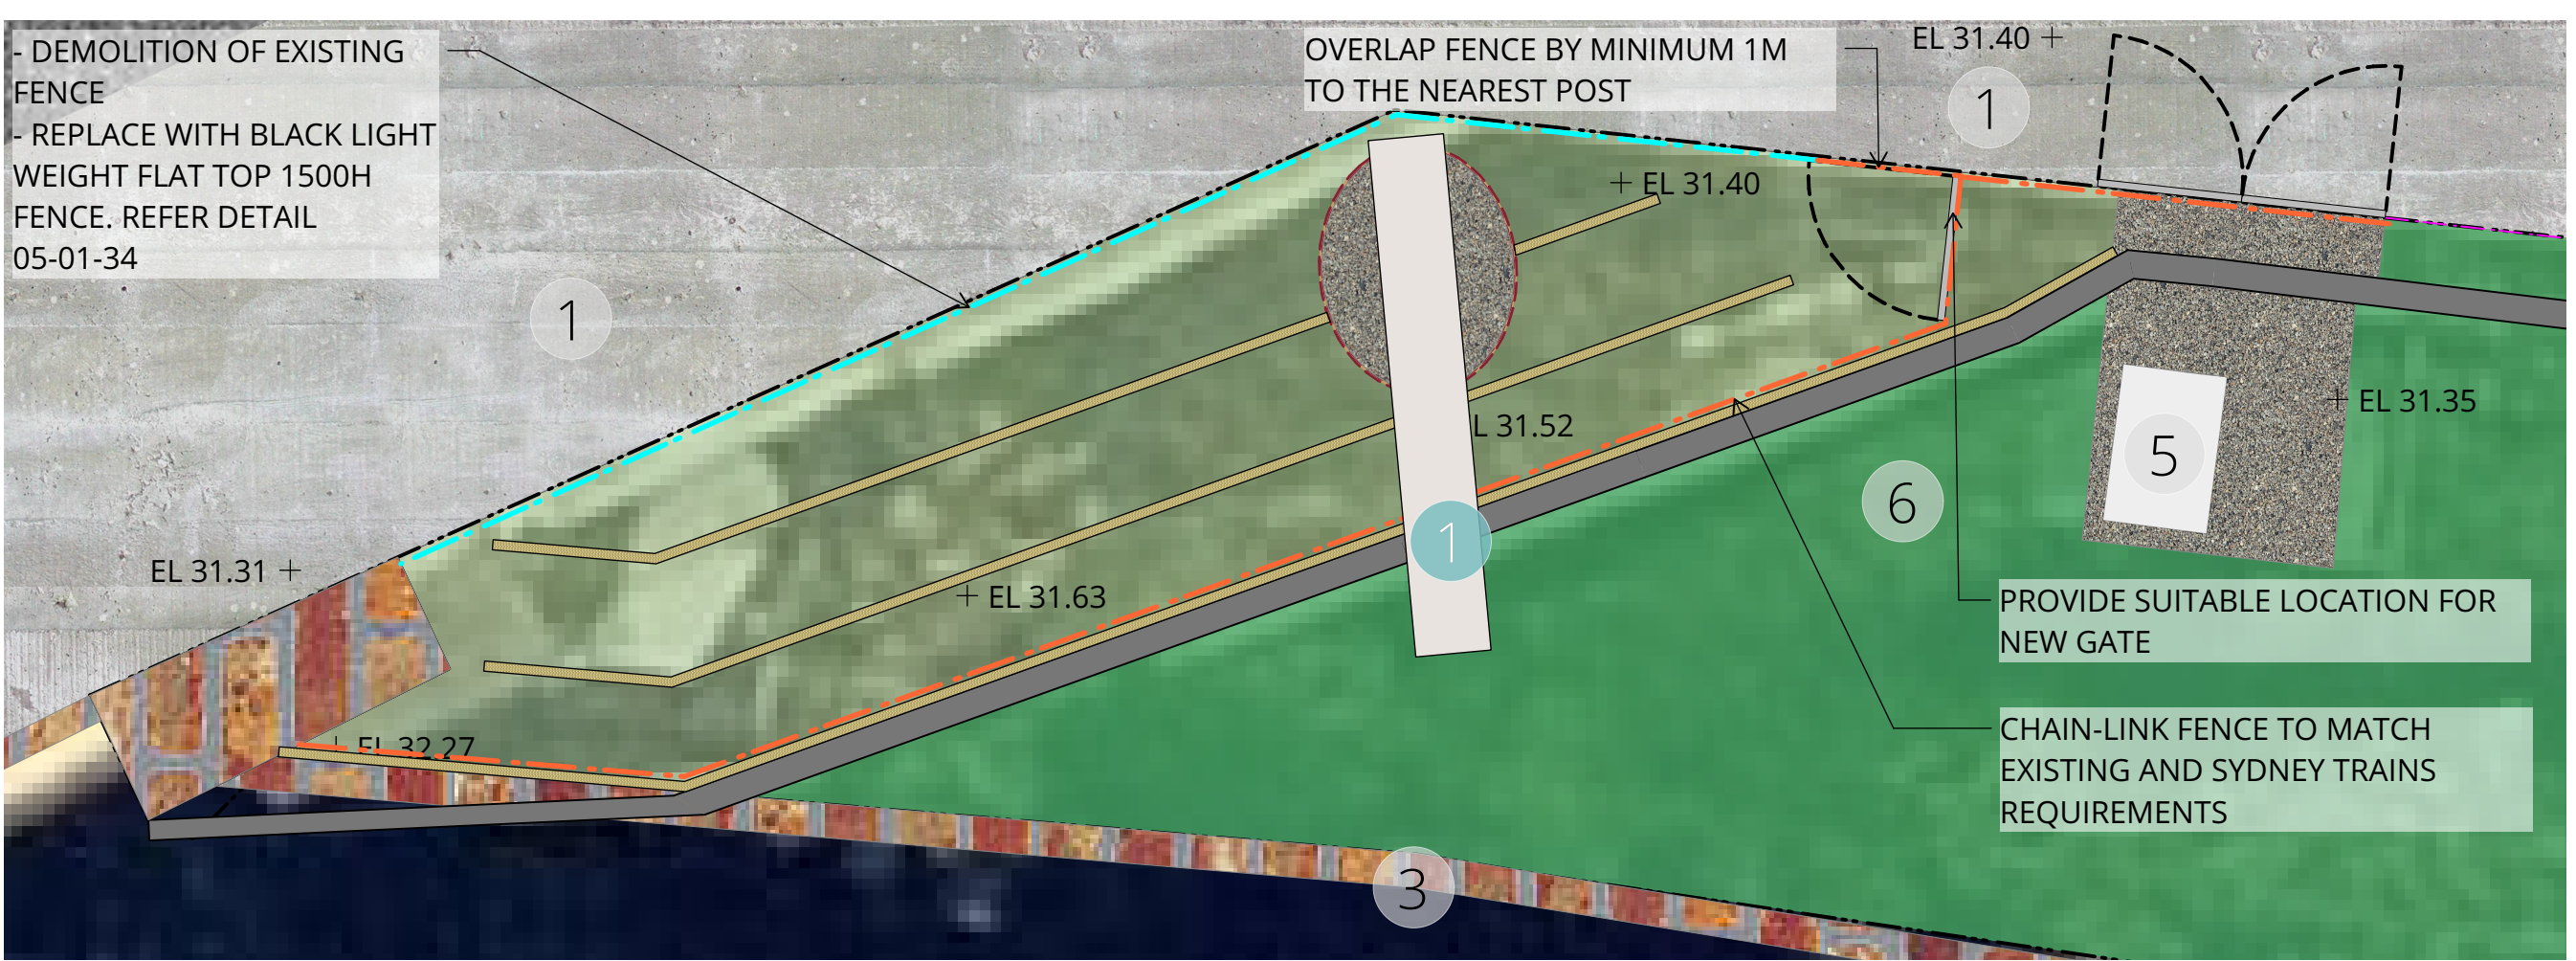 - DEMOLITION OF EXISTING
FENCE
- REPLACE WITH BLACK LIGHT
WEIGHT FLAT TOP 1500H
FENCE. REFER DETAIL
05-01-34
OVERLAP FENCE BY MINIMUM 1M
TO THE NEAREST POST
EL 31.40
1
EL 31.40
1
EL 31.35
L 31.52
5
6
1
EL 31.31
EL 31.63
PROVIDE SUITABLE LOCATION FOR
NEW GATE
CHAIN-LINK FENCE TO MATCH
EXISTING AND SYDNEY TRAINS
REQUIREMENTS
EL 32.27
3